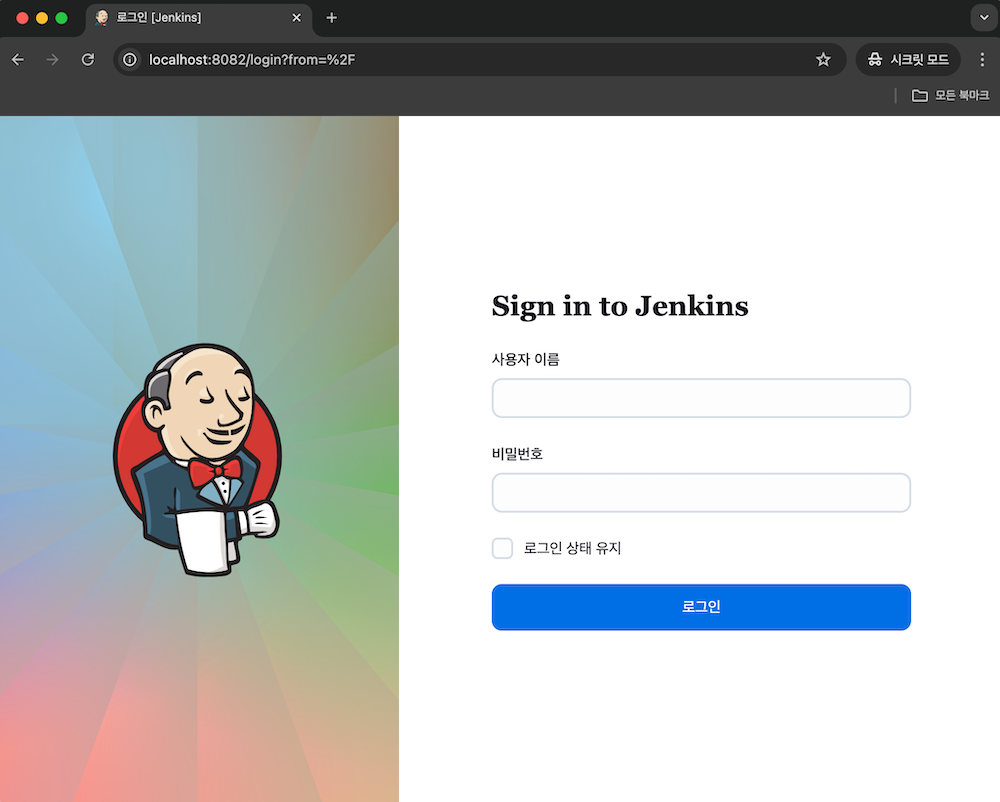 로그인 [Jenkins]
localhost:8082/login?from=%2F
시크릿 모드
모든 북마크
Sign in to Jenkins
사용자 이름
비밀번호
로그인 상태 유지
로그인